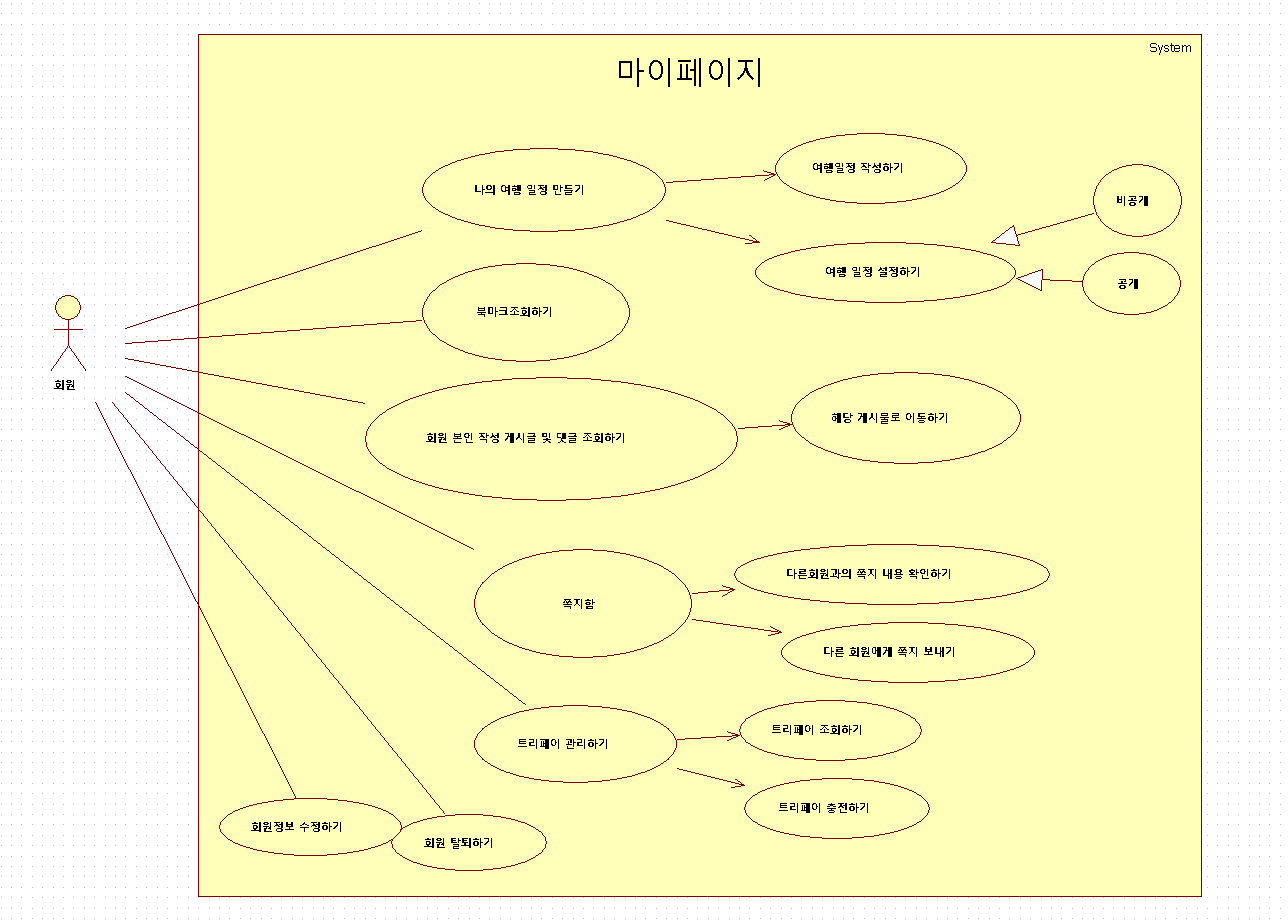 System
마이페이지
나의 여행 일정 만들기
여행일정 작성하기
여행 일정 설정하기
비공개
공개
북마크조회하기
회원
회원 본인 작성 게시글 및 댓글 조회하기
해당 게시물로 이동하기
쪽지함
다른회원과의 쪽지 내용 확인하기
다른 회원에게 쪽지 보내기
트리페이 관리하기
트리페이 조회하기
트리페이 충전하기
회원정보 수정하기
회원 탈퇴하기